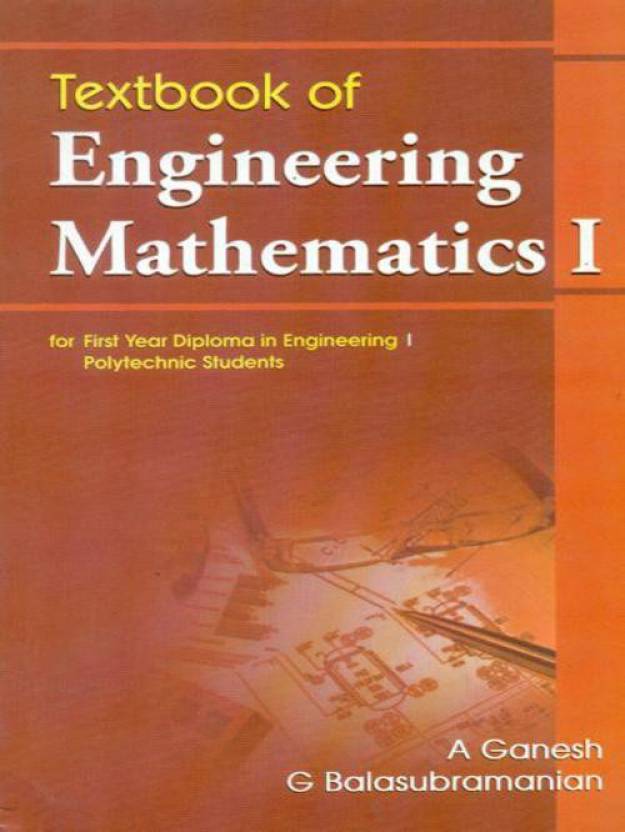 Textbook of
Engineering
Mathematics I
for First Year Diploma in Engineering |
Polytechnic Students
A Ganesh
G Balasubramanian